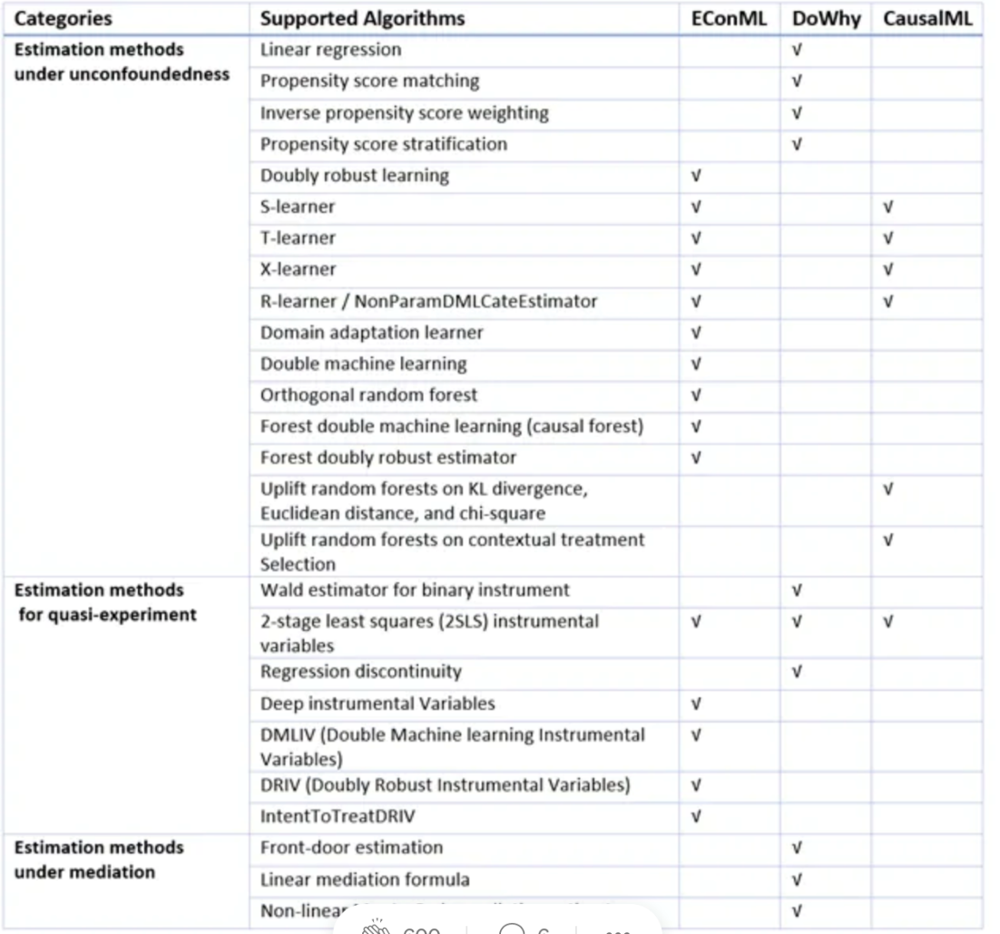 Categories Supported Algorithms EConML DoWhy CausalML
Estimation methods Linear regression √
under unconfoundedness Propensity score matching √
Inverse propensity score weighting √
Propensity score stratification √
Doubly robust learning √
S-learner √ √
T-learner √ √
X-learner √ √
R-learner / NonParamDMLCateEstimator √ √
Domain adaptation learner √
Double machine learning √
Orthogonal random forest √
Forest double machine learning (causal forest) √
Forest doubly robust estimator √
Uplift random forests on KL divergence, √
Euclidean distance, and chi-square
Uplift random forests on contextual treatment √
Selection
Estimation methods Wald estimator for binary instrument √
for quasi-experiment 2-stage least squares (2SLS) instrumental √ √ √
variables
Regression discontinuity √
Deep instrumental Variables √
DMLIV (Double Machine learning Instrumental √
Variables)
DRIV (Doubly Robust Instrumental Variables) √
IntentToTreatDRIV √
Estimation methods Front-door estimation √
under mediation Linear mediation formula √
Non-linear √